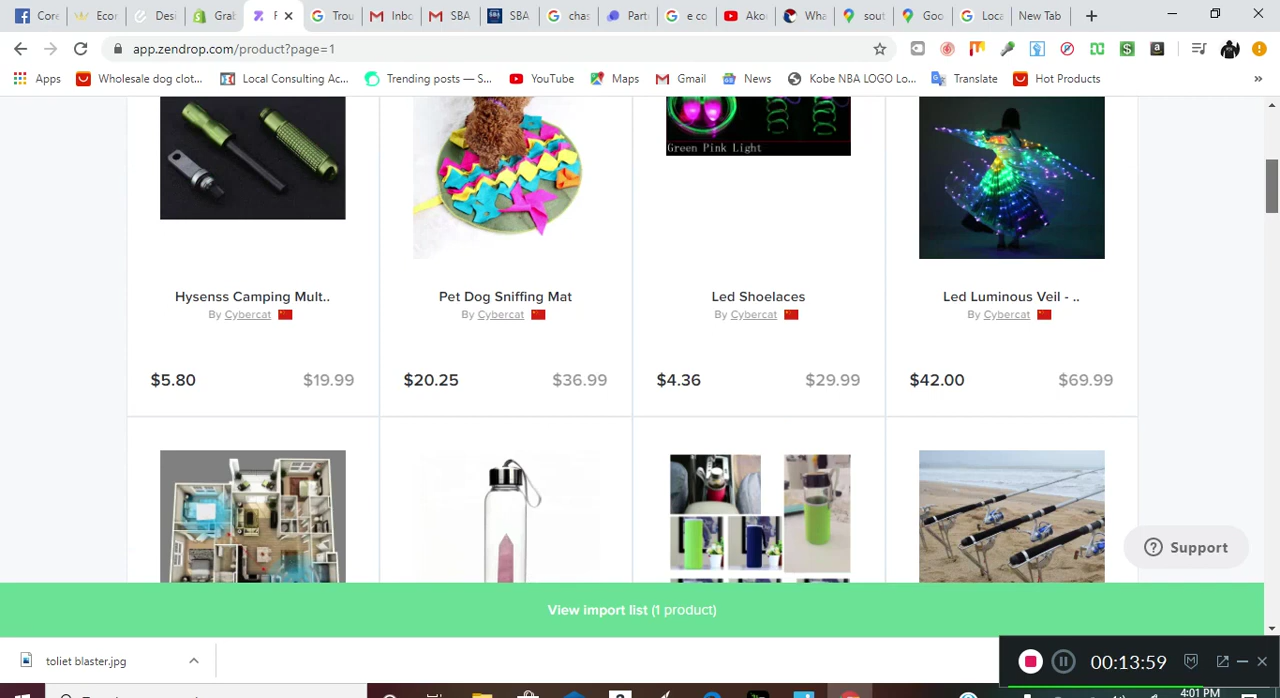 Core
Ecor
Desi
Grab
F
Trou
Inbc
SBA
SBA
chas
Part
e co
Ako
Wha
sout
Goo
Loca
New Tab
app.zendrop.com/product?page=1
Apps
Wholesale dog clot...
Local Consulting Ac...
Trending posts — S...
YouTube
Maps
Gmail
News
Kobe NBA LOGO Lo...
Translate
Hot Products
»
Green Pink Light
Hysenss Camping Mult..
By Cybercat
$5.80
$19.99
Pet Dog Sniffing Mat
By Cybercat
$20.25
$36.99
Led Shoelaces
By Cybercat
$4.36
$29.99
Led Luminous Veil - ..
By Cybercat
$42.00
$69.99
Support
View import list (1 product)
toliet blaster.jpg
00:13:59
4:01 PM